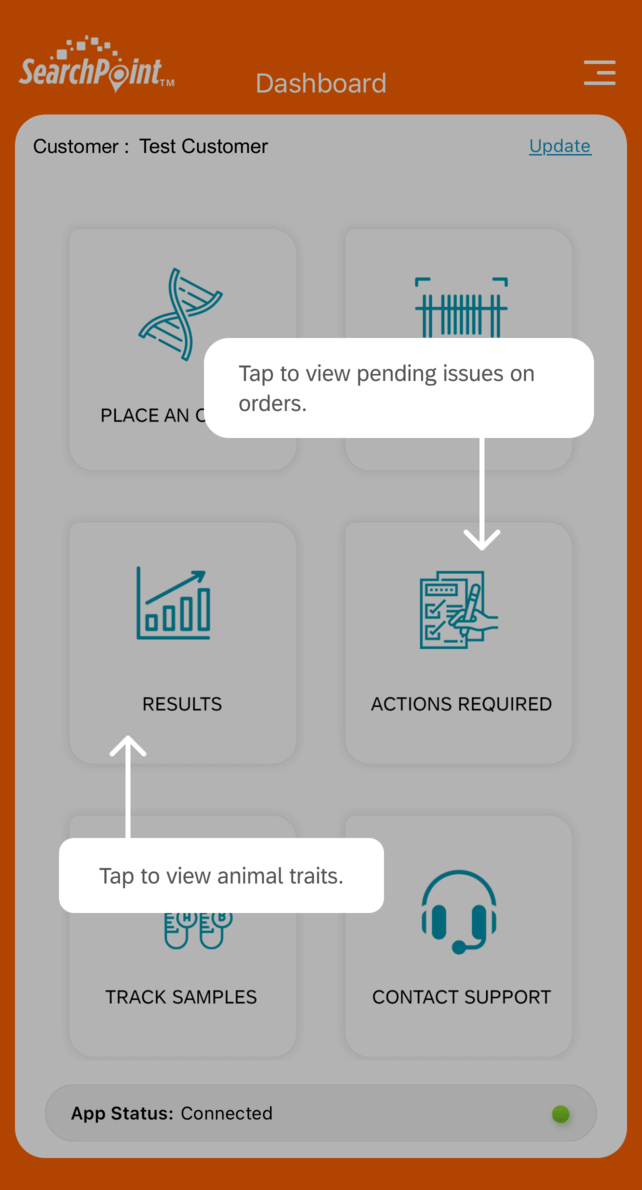 SearchPoint™
Dashboard
Customer : Test Customer
Update
PLACE AN
Tap to view pending issues on
orders.
RESULTS
ACTIONS REQUIRED
Tap to view animal traits.
A B
TRACK SAMPLES
CONTACT SUPPORT
App Status: Connected